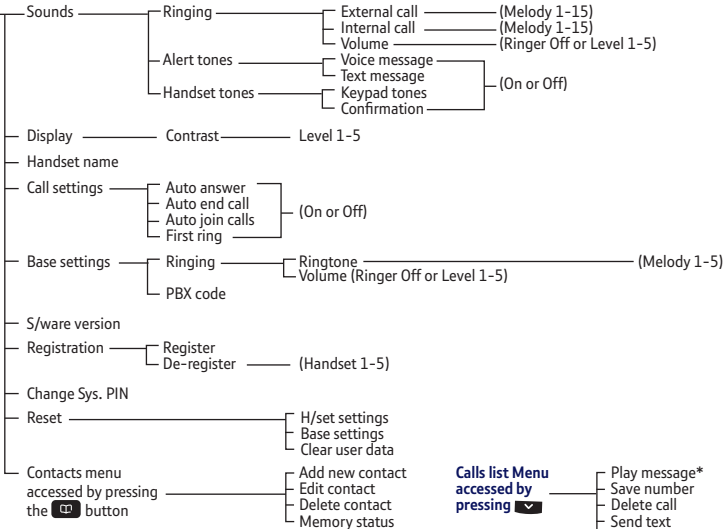 Sounds Ringing External call (Melody 1-15)
Internal call (Melody 1-15)
Volume (Ringer Off or Level 1-5)
Alert tones Voice message
Text message
(On or Off)
Handset tones Keypad tones
Confirmation
Display Contrast Level 1-5
Handset name
Call settings Auto answer
Auto end call
Auto join calls
First ring
(On or Off)
Base settings Ringing Ringtone (Melody 1-5)
Volume (Ringer Off or Level 1-5)
PBX code
S/ware version
Registration Register
De-register (Handset 1-5)
Change Sys. PIN
Reset H/set settings
Base settings
Clear user data
Contacts menu
accessed by pressing
the button
Add new contact
Edit contact
Delete contact
Memory status
Calls list Menu
accessed by
pressing
Play message*
Save number
Delete call
Send text